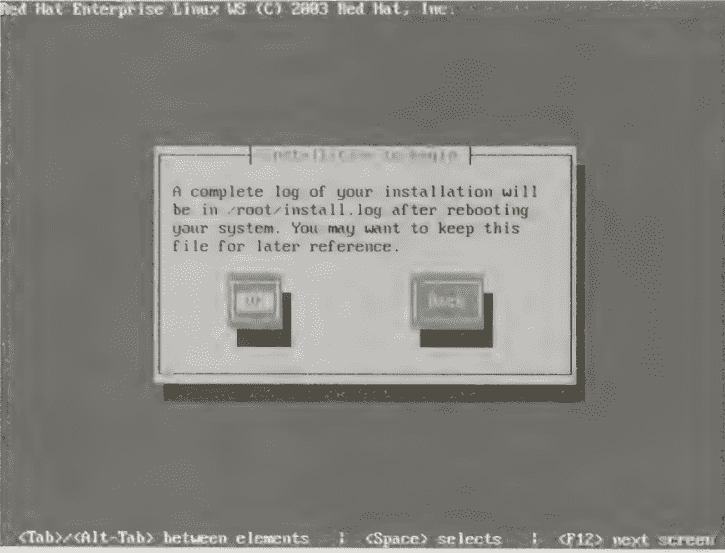 Red Hat Enterprise Linux WS (C) 2003 Red Hat, Inc.
Installation to begin
A complete log of your installation will
be in /root/install.log after rebooting
your system. You may want to keep this
file for later reference.
OK
Back
<Tab>/<Alt-Tab> between elements | <Space> selects | <F12> next screen